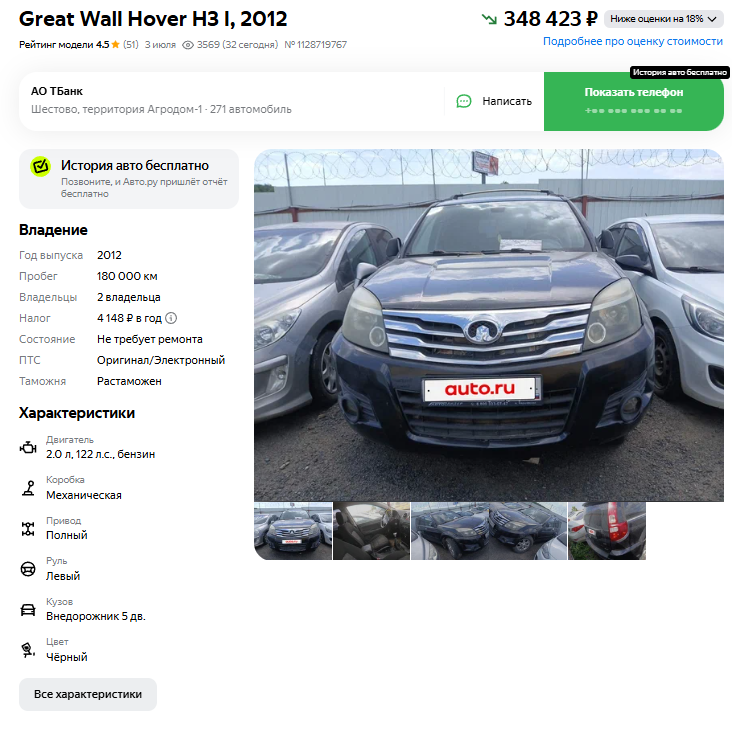 Great Wall Hover H3 I, 2012
348 423 ₽
Ниже оценки на 18%
Рейтинг модели 4.5 (51) 3 июля 3569 (32 сегодня) № 1128719767
Подробнее про оценку стоимости
История авто бесплатно
АО ТБанк
Шестово, территория Агродом-1 · 271 автомобиль
Написать
Показать телефон
История авто бесплатно
Позвоните, и Авто.ру пришлёт отчёт
бесплатно
Владение
Год выпуска 2012
Пробег 180 000 км
Владельцы 2 владельца
Налог 4 148 ₽ в год
Состояние Не требует ремонта
ПТС Оригинал/Электронный
Таможня Растаможен
auto.ru
Характеристики
Двигатель
2.0 л, 122 л.с., бензин
Коробка
Механическая
Привод
Полный
Руль
Левый
Кузов
Внедорожник 5 дв.
Цвет
Чёрный
Все характеристики